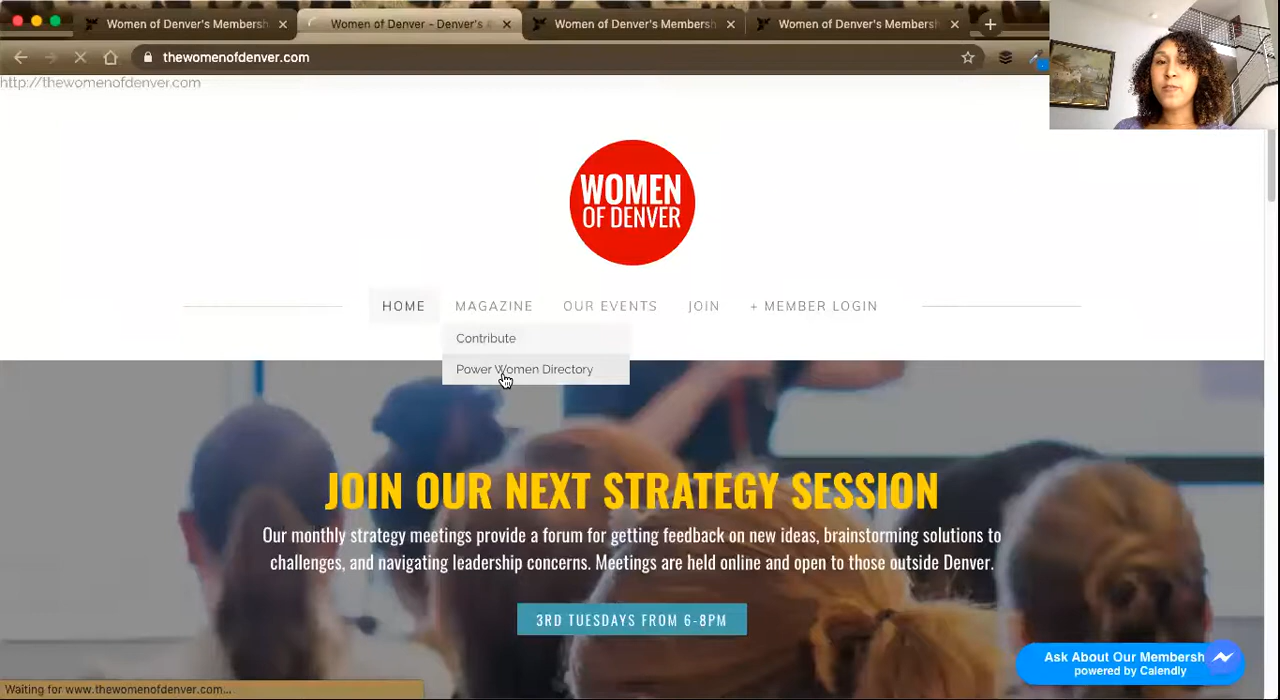 Women of Denver's Membersh
Women of Denver - Denver's
Women of Denver's Membersh
Women of Denver's Membersh
thewomenofdenver.com
http://thewomenofdenver.com
WOMEN
OF DENVER
HOME
MAGAZINE
OUR EVENTS
JOIN
+ MEMBER LOGIN
Contribute
Power Women Directory
JOIN OUR NEXT STRATEGY SESSION
Our monthly strategy meetings provide a forum for getting feedback on new ideas, brainstorming solutions to
challenges, and navigating leadership concerns. Meetings are held online and open to those outside Denver.
3RD TUESDAYS FROM 6-8PM
Ask About Our Membersh
powered by Calendly
Waiting for www.thewomenofdenver.com...